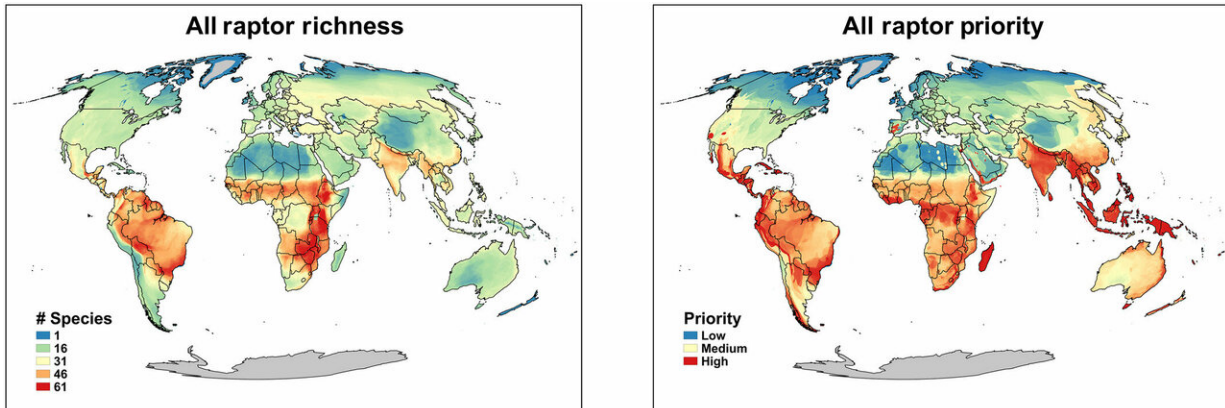 All raptor richness
# Species
1
16
31
46
61
All raptor priority
Priority
Low
Medium
High